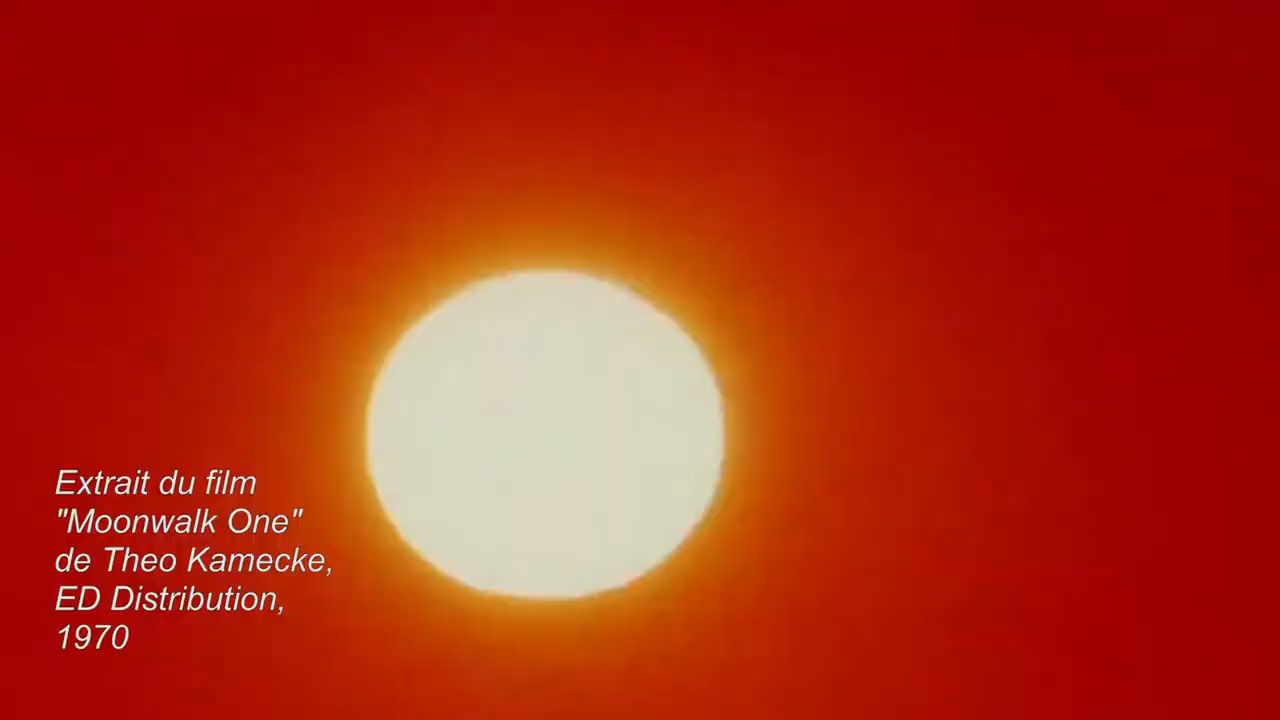 Extrait du film
"Moonwalk One"
de Theo Kamecke,
ED Distribution,
1970